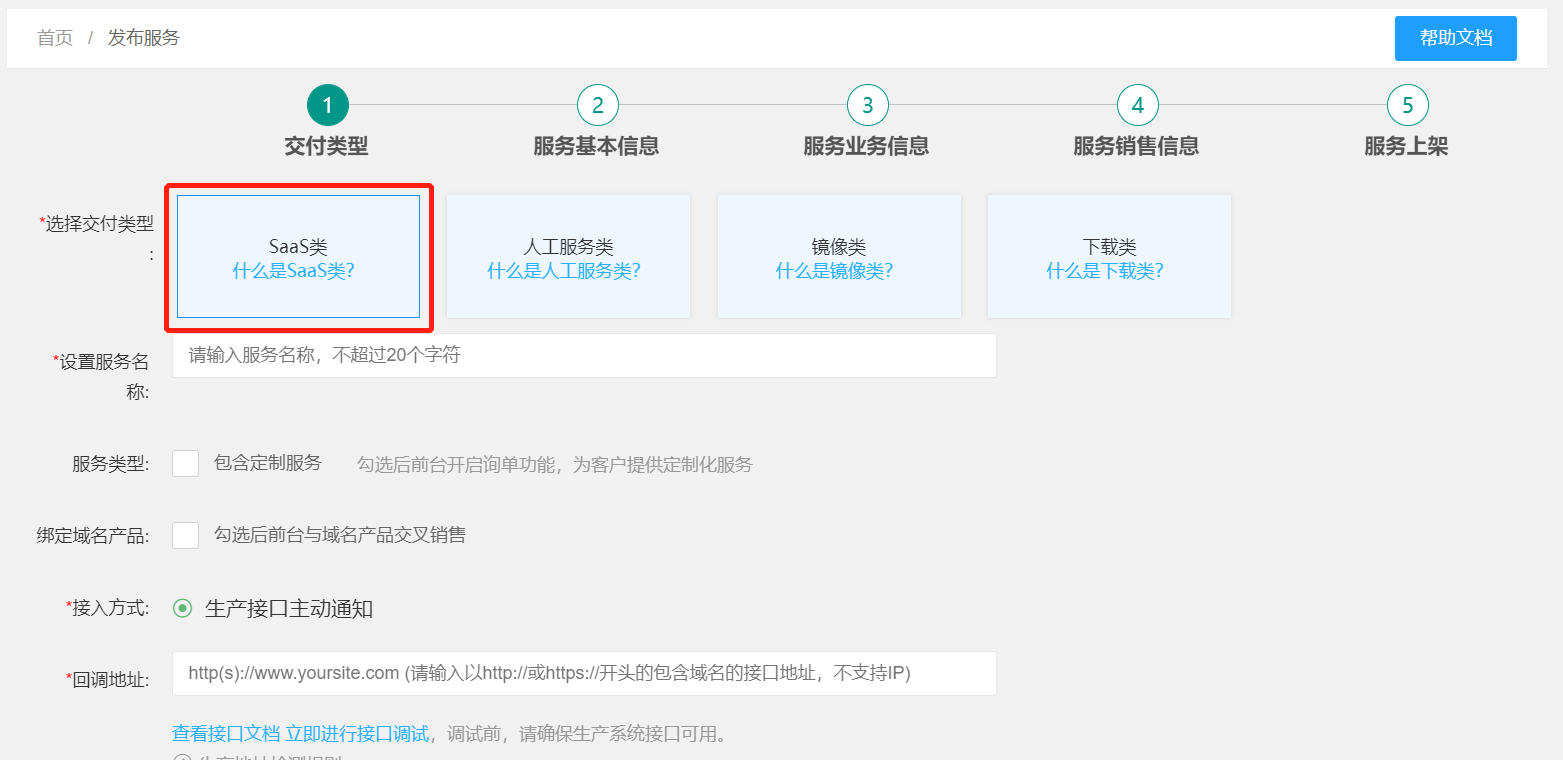 首页 / 发布服务
帮助文档
1
2
3
4
5
交付类型
服务基本信息
服务业务信息
服务销售信息
服务上架
*选择交付类型
:
SaaS类
什么是SaaS类?
人工服务类
什么是人工服务类?
镜像类
什么是镜像类?
下载类
什么是下载类?
*设置服务名
称:
请输入服务名称，不超过20个字符
服务类型:
包含定制服务
勾选后前台开启询单功能，为客户提供定制化服务
绑定域名产品:
勾选后前台与域名产品交叉销售
*接入方式:
生产接口主动通知
*回调地址:
http(s)://www.yoursite.com (请输入以http://或https://开头的包含域名的接口地址，不支持IP)
查看接口文档 立即进行接口调试，调试前，请确保生产系统接口可用。